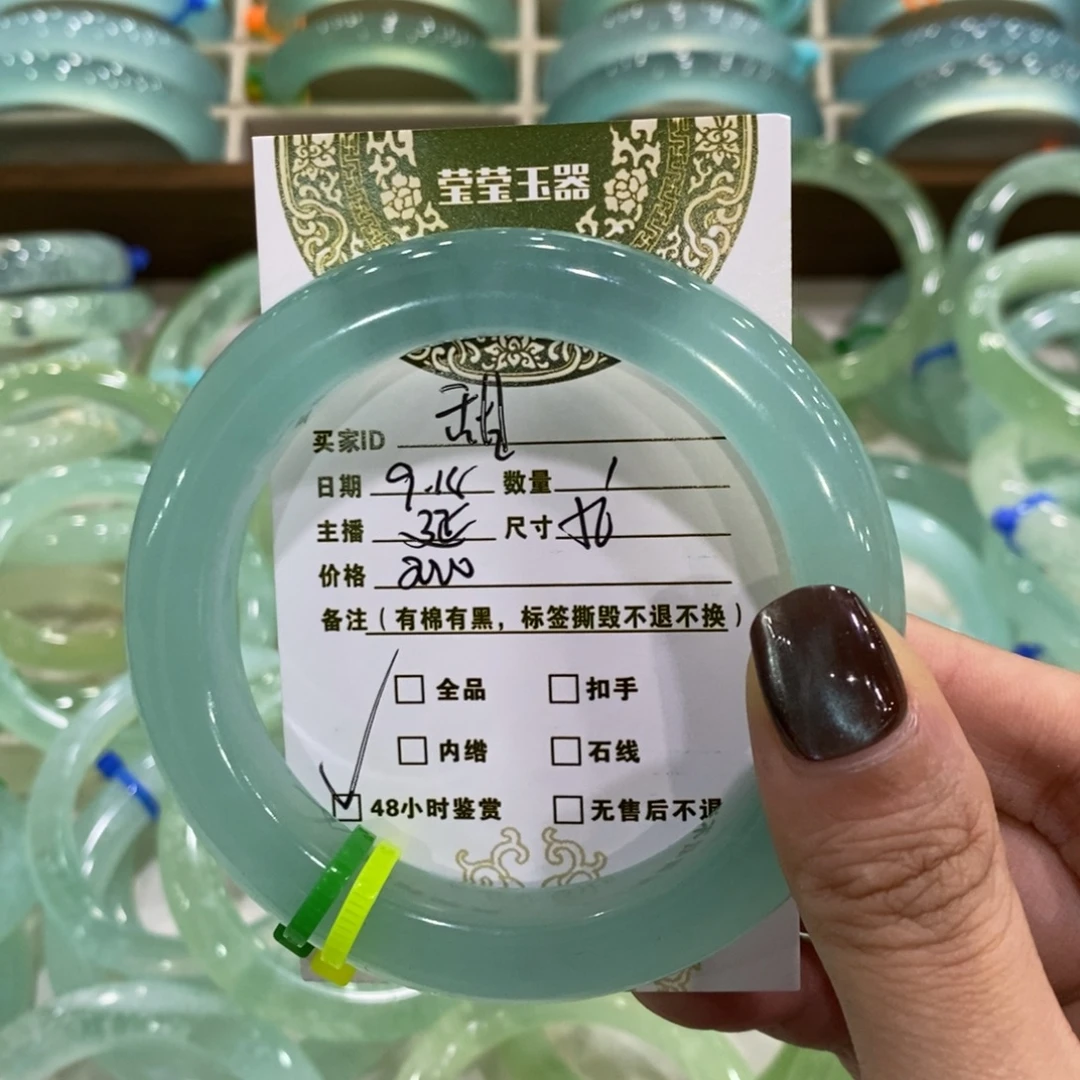 莹莹玉器
买家ID 甜
日期 9.14 数量 1
主播 尺寸
价格
备注（有棉有黑，标签撕毁不退不换）
全品 扣手
内绺 石线
48小时鉴赏 无售后不退